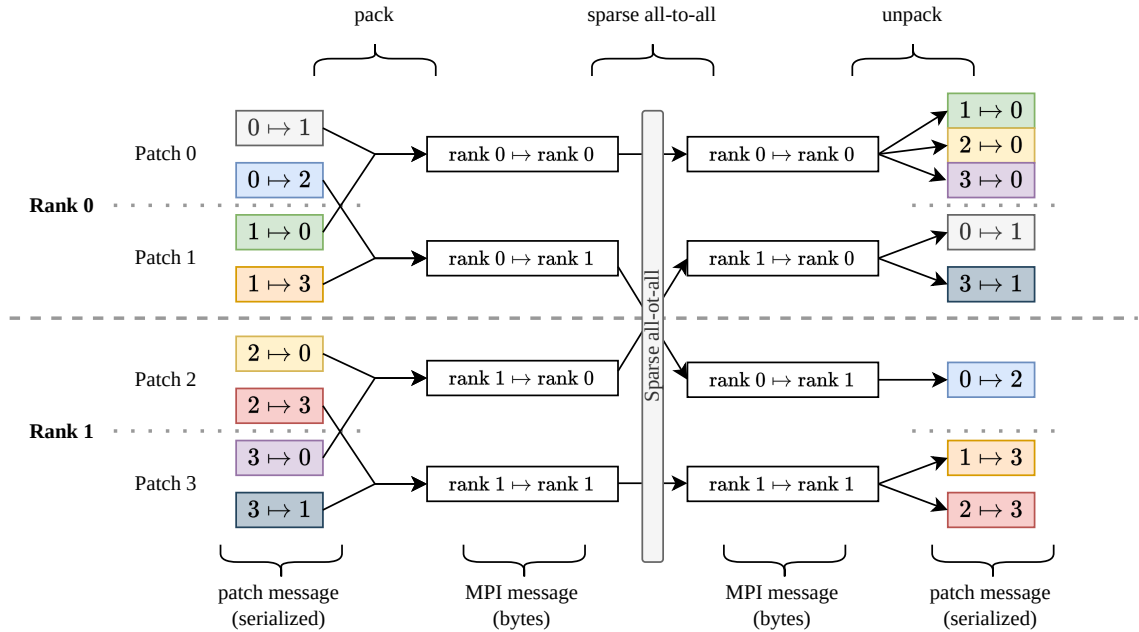 pack
sparse all-to-all
unpack
Patch 0
Rank 0
Patch 1
Patch 2
Rank 1
Patch 3
0 ↦ 1
0 ↦ 2
1 ↦ 0
1 ↦ 3
2 ↦ 0
2 ↦ 3
3 ↦ 0
3 ↦ 1
rank 0 ↦ rank 0
rank 0 ↦ rank 1
rank 1 ↦ rank 0
rank 1 ↦ rank 1
Sparse all-ot-all
rank 0 ↦ rank 0
rank 1 ↦ rank 0
rank 0 ↦ rank 1
rank 1 ↦ rank 1
1 ↦ 0
2 ↦ 0
3 ↦ 0
0 ↦ 1
3 ↦ 1
0 ↦ 2
1 ↦ 3
2 ↦ 3
patch message
(serialized)
MPI message
(bytes)
MPI message
(bytes)
patch message
(serialized)